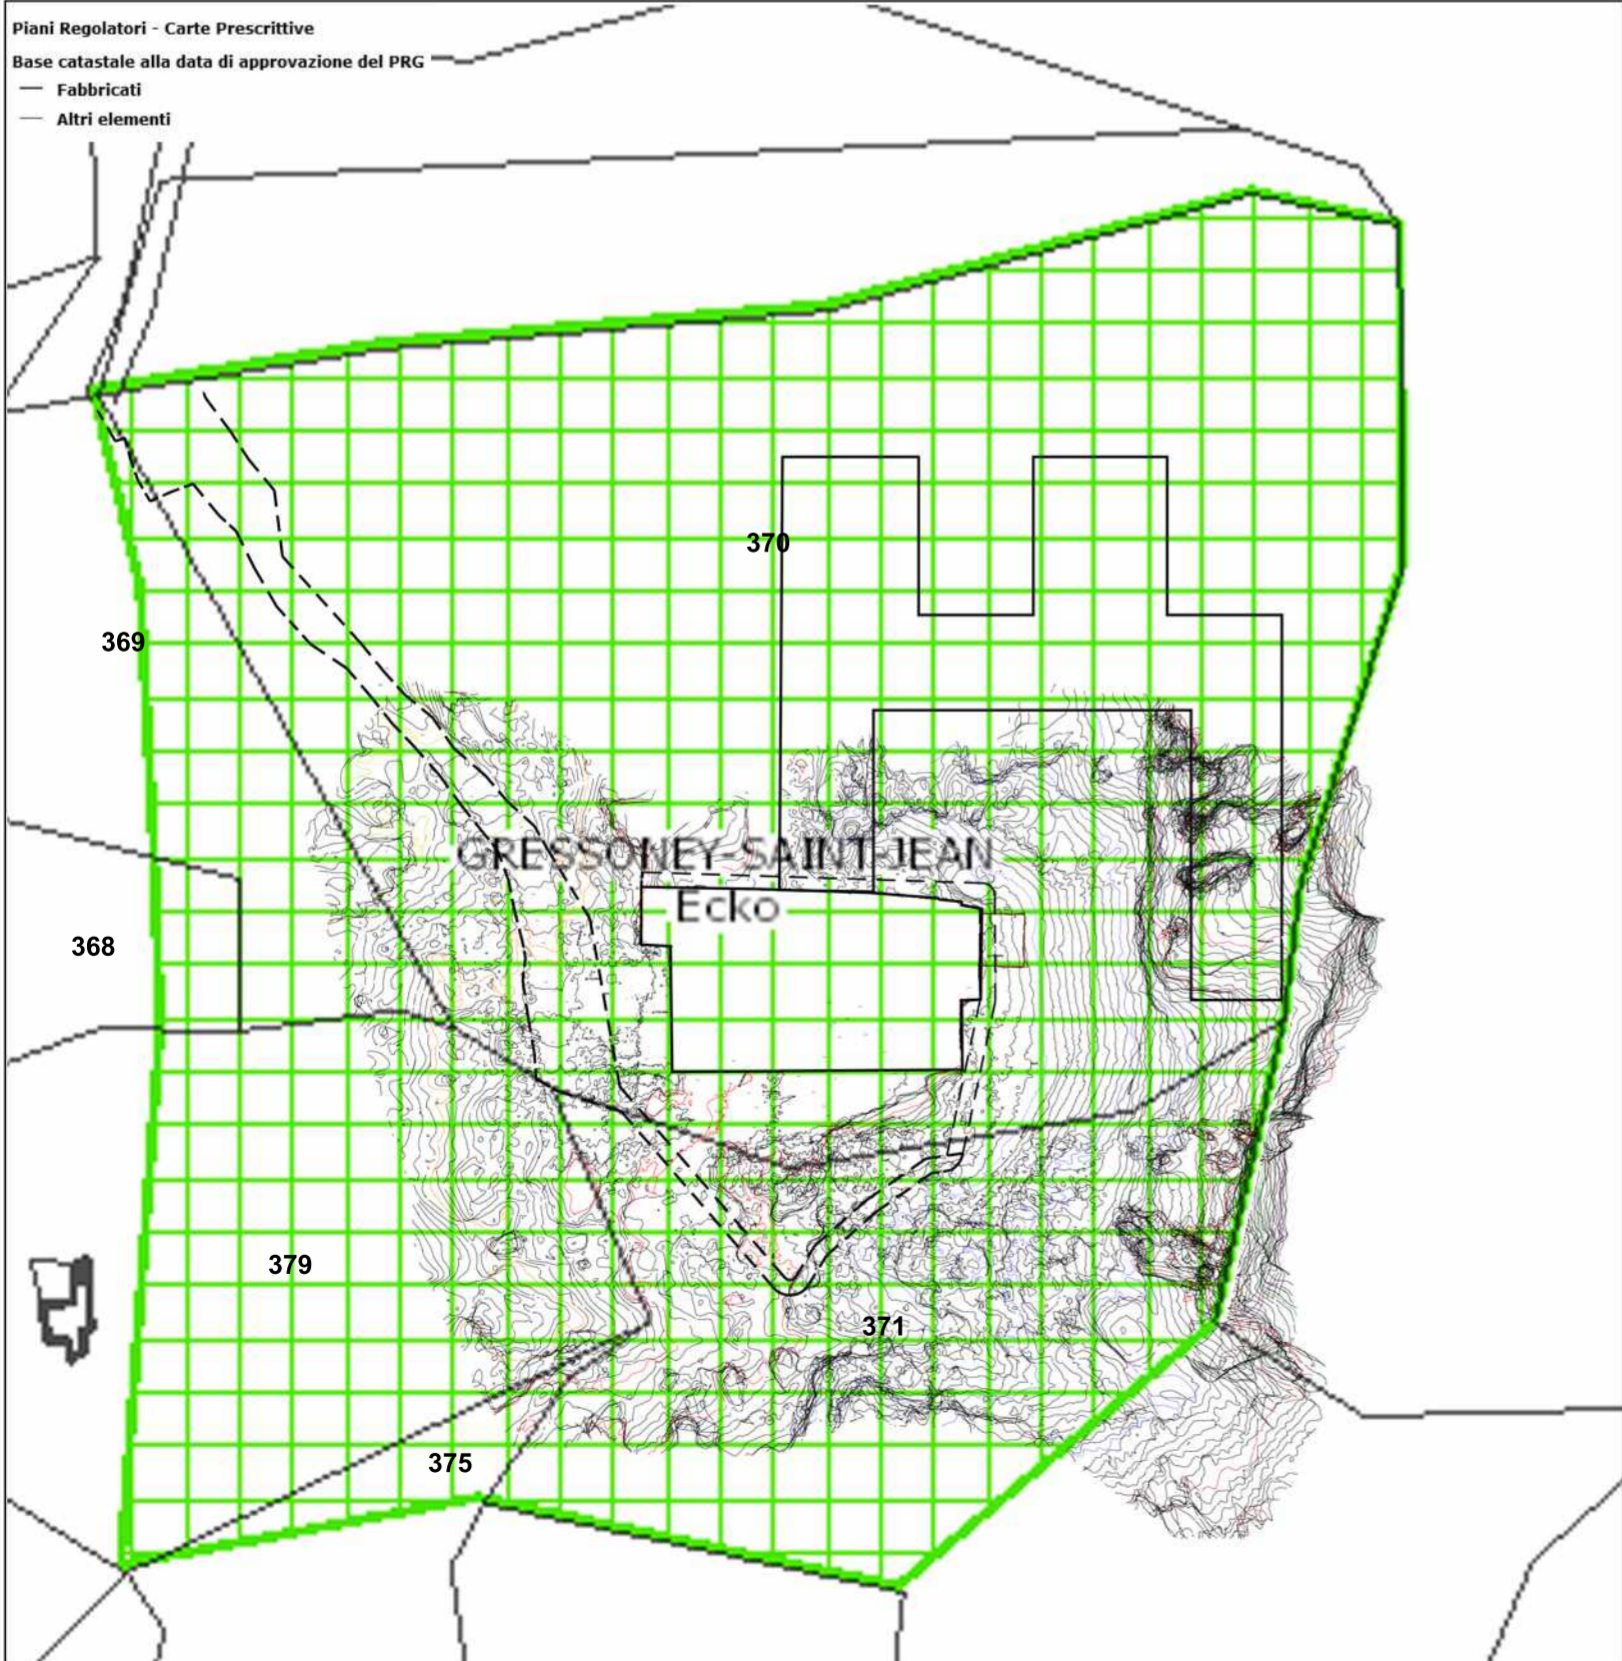 Piani Regolatori - Carte Prescrittive
Base catastale alla data di approvazione del PRG
Fabbricati
Altri elementi
370
369
GRESSONEY-SAINT-JEAN
Ecko
368
379
371
375